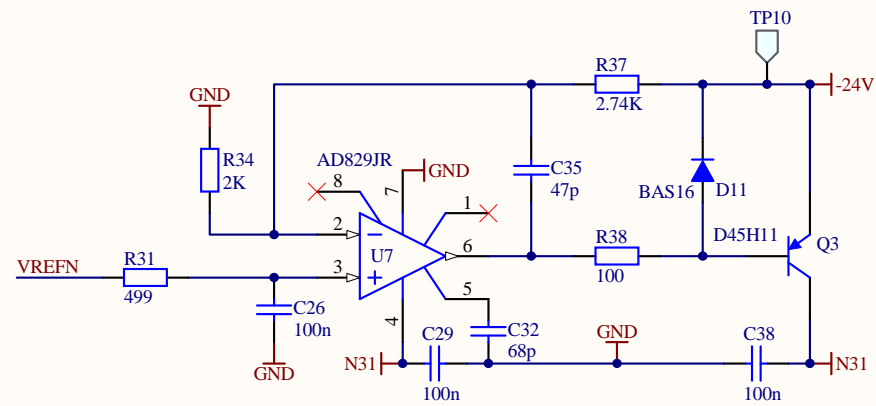 TP10
R37
2.74K
-24V
GND
R34
2K
AD829JR
8
7
GND
C35
47p
BAS16
D11
1
2
U7
6
R38
100
D45H11
Q3
VREFN
R31
499
3
C26
100n
GND
4
5
C32
68p
N31
C29
100n
GND
C38
100n
N31